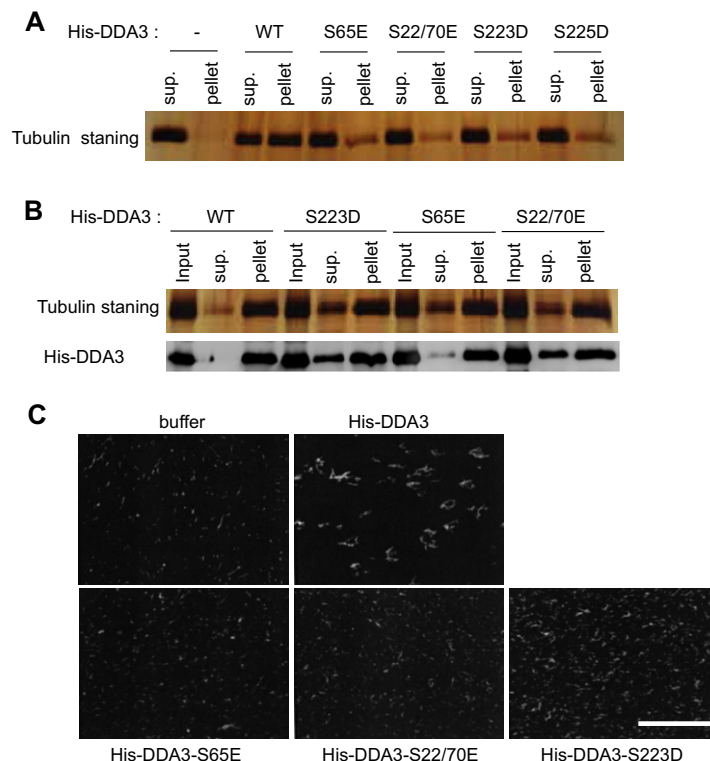 A
His-DDA3 : - WT S65E S22/70E S223D S225D
sup. pellet sup. pellet sup. pellet sup. pellet sup. pellet sup. pellet
Tubulin staning
B
His-DDA3 : WT S223D S65E S22/70E
Input sup. pellet Input sup. pellet Input sup. pellet Input sup. pellet
Tubulin staning
His-DDA3
C
buffer His-DDA3
His-DDA3-S65E His-DDA3-S22/70E His-DDA3-S223D